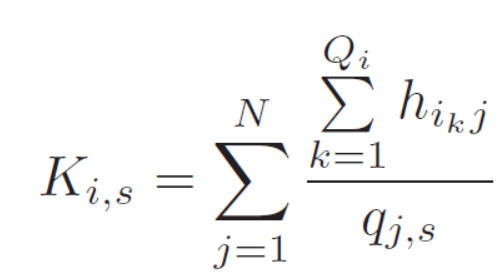 K_{i,s} = \sum_{j=1}^{N} \frac{\sum_{k=1}^{Q_i} h_{i_k j}}{q_{j,s}}